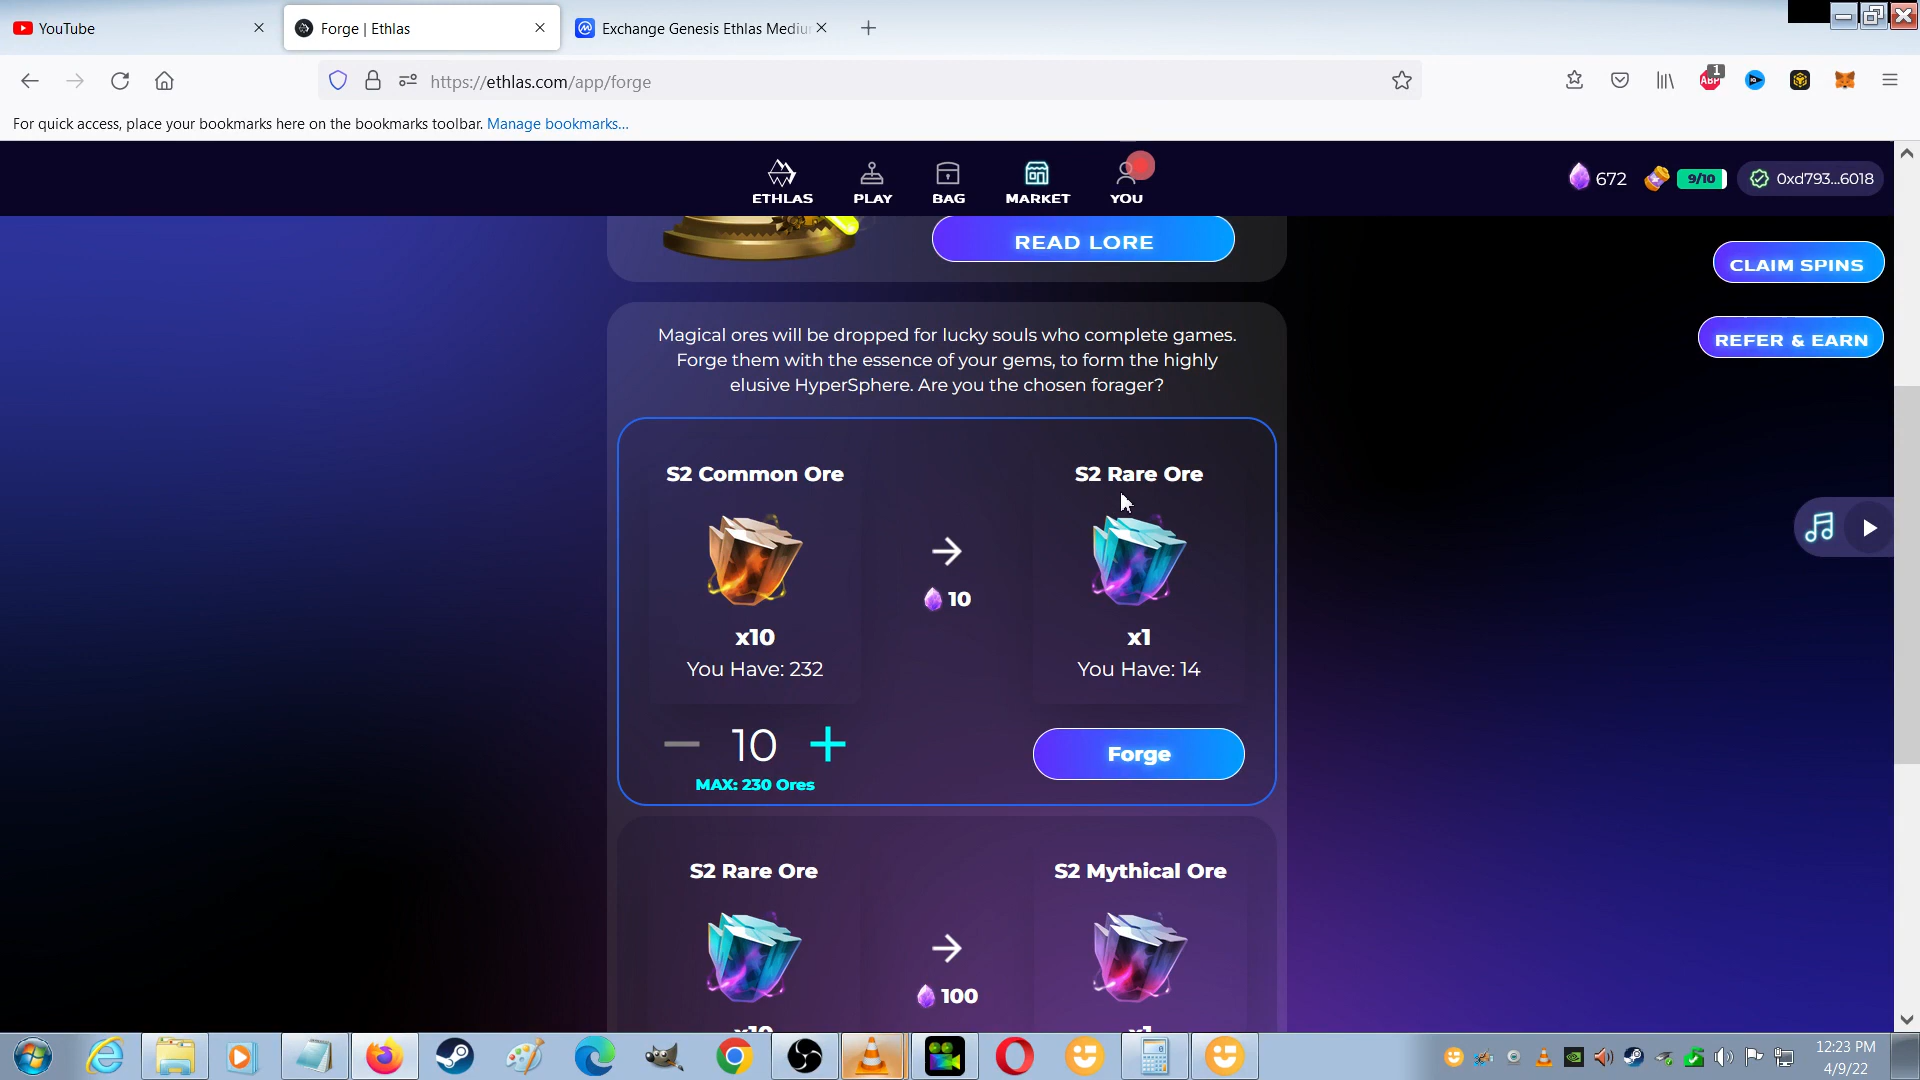 YouTube
Forge | Ethlas
Exchange Genesis Ethlas Mediu
https://ethlas.com/app/forge
ABP
1
For quick access, place your bookmarks here on the bookmarks toolbar. Manage bookmarks...
ETHLAS
PLAY
BAG
MARKET
YOU
672
9/10
0xd793...6018
READ LORE
CLAIM SPINS
REFER & EARN
Magical ores will be dropped for lucky souls who complete games.
Forge them with the essence of your gems, to form the highly
elusive HyperSphere. Are you the chosen forager?
S2 Common Ore
S2 Rare Ore
10
x10
x1
You Have: 232
You Have: 14
10
Forge
MAX: 230 Ores
S2 Rare Ore
S2 Mythical Ore
100
x10
x1
12:23 PM
4/9/22